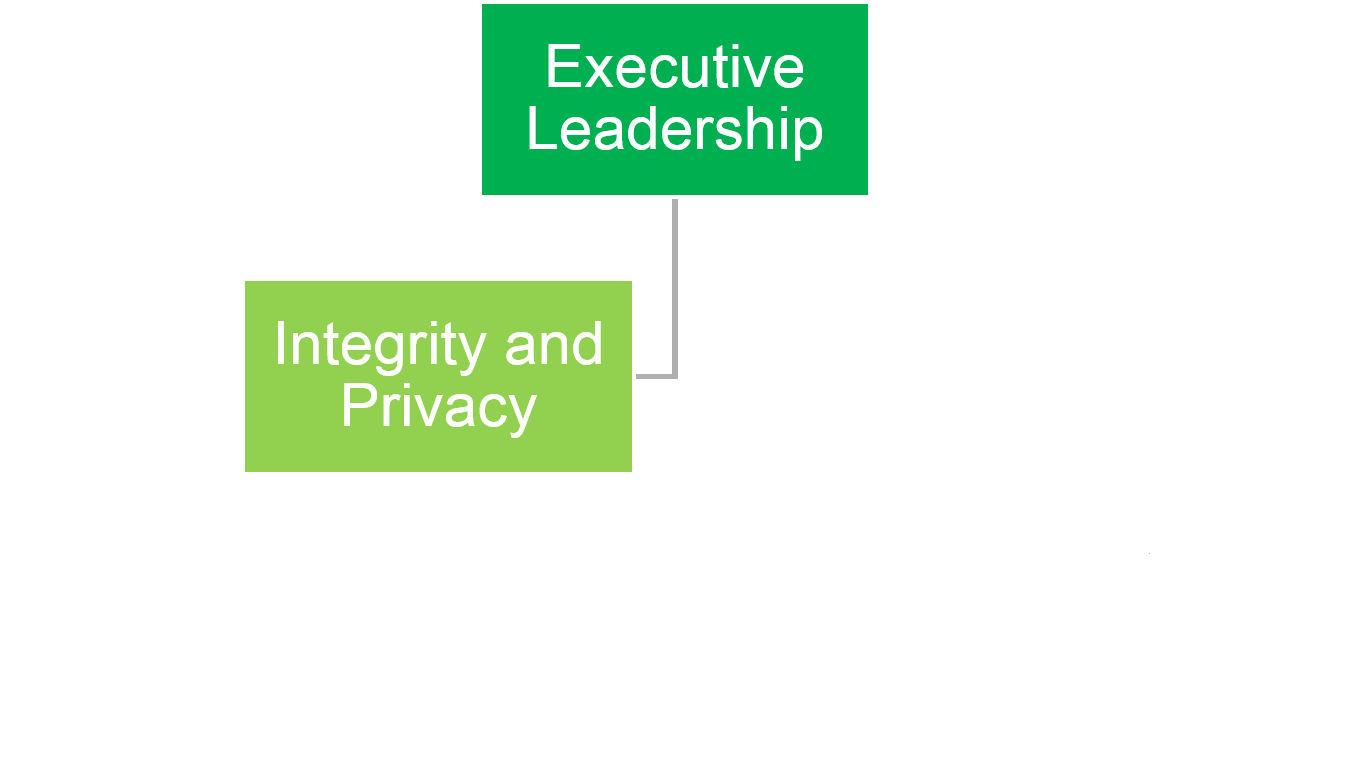 Executive
Leadership
Integrity and
Privacy